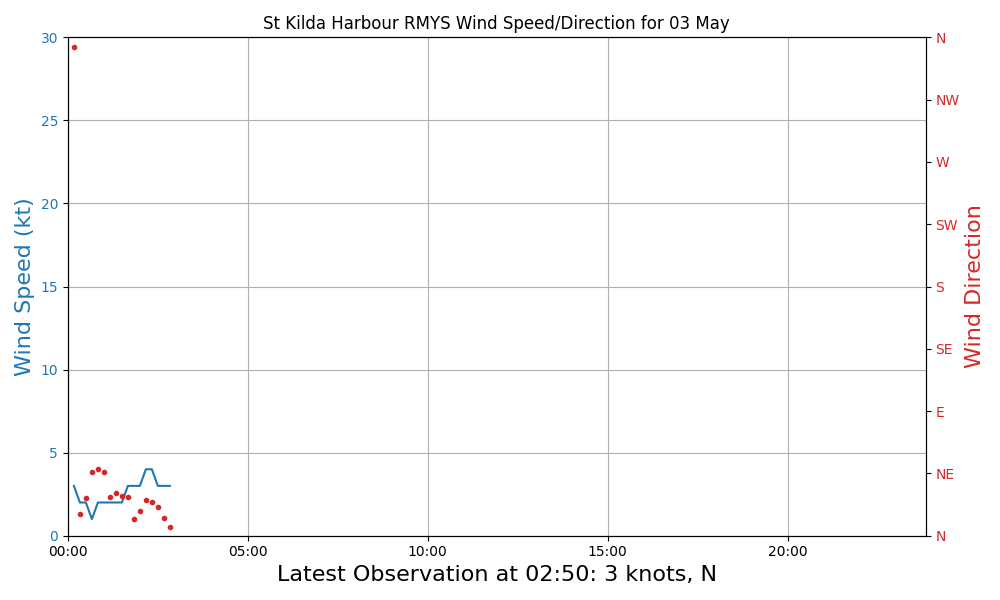 St Kilda Harbour RMYS Wind Speed/Direction for 03 May
30
25
20
15
10
5
0
Wind Speed (kt)
N
NW
W
SW
S
SE
E
NE
N
Wind Direction
00:00 05:00 10:00 15:00 20:00
Latest Observation at 02:50: 3 knots, N